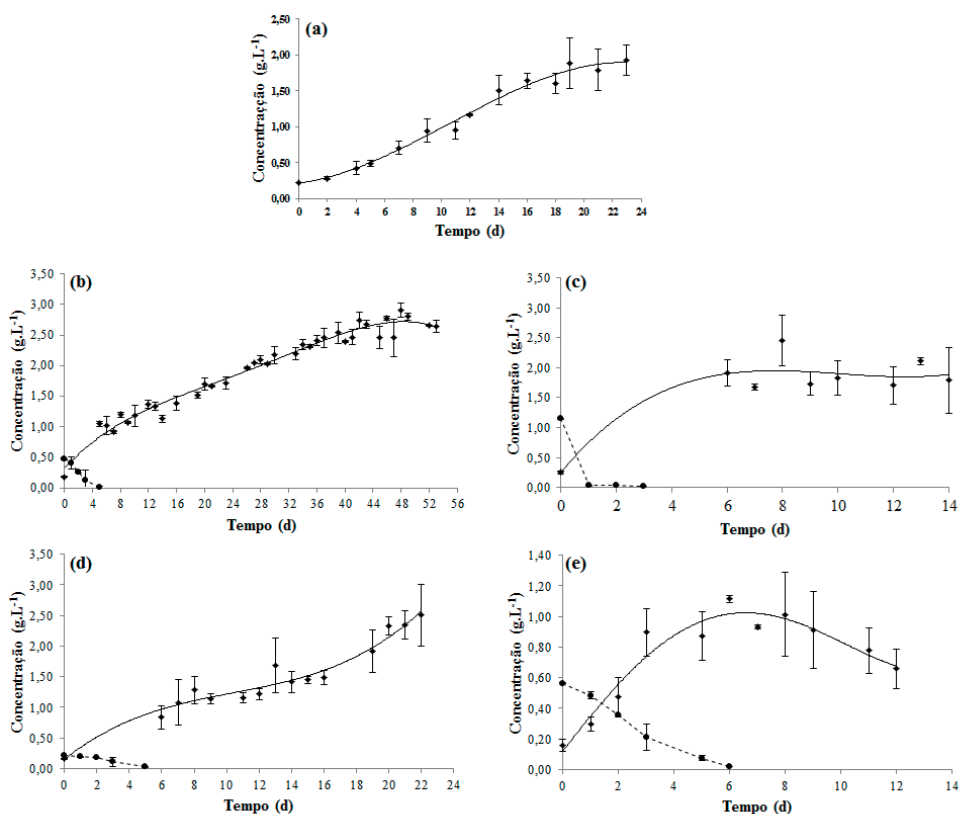 (a)
Concentraçção (g.L-1)
2,50
2,00
1,50
1,00
0,50
0,00
0 2 4 6 8 10 12 14 16 18 20 22 24
Tempo (d)
(b)
Concentração (g.L-1)
3,50
3,00
2,50
2,00
1,50
1,00
0,50
0,00
0 4 8 12 16 20 24 28 32 36 40 44 48 52 56
Tempo (d)
(c)
Concentração (g.L-1)
3,50
3,00
2,50
2,00
1,50
1,00
0,50
0,00
0 2 4 6 8 10 12 14
Tempo (d)
(d)
Concentração (g.L-1)
3,50
3,00
2,50
2,00
1,50
1,00
0,50
0,00
0 2 4 6 8 10 12 14 16 18 20 22 24
Tempo (d)
(e)
Concentração (g.L-1)
1,40
1,20
1,00
0,80
0,60
0,40
0,20
0,00
0 2 4 6 8 10 12 14
Tempo (d)